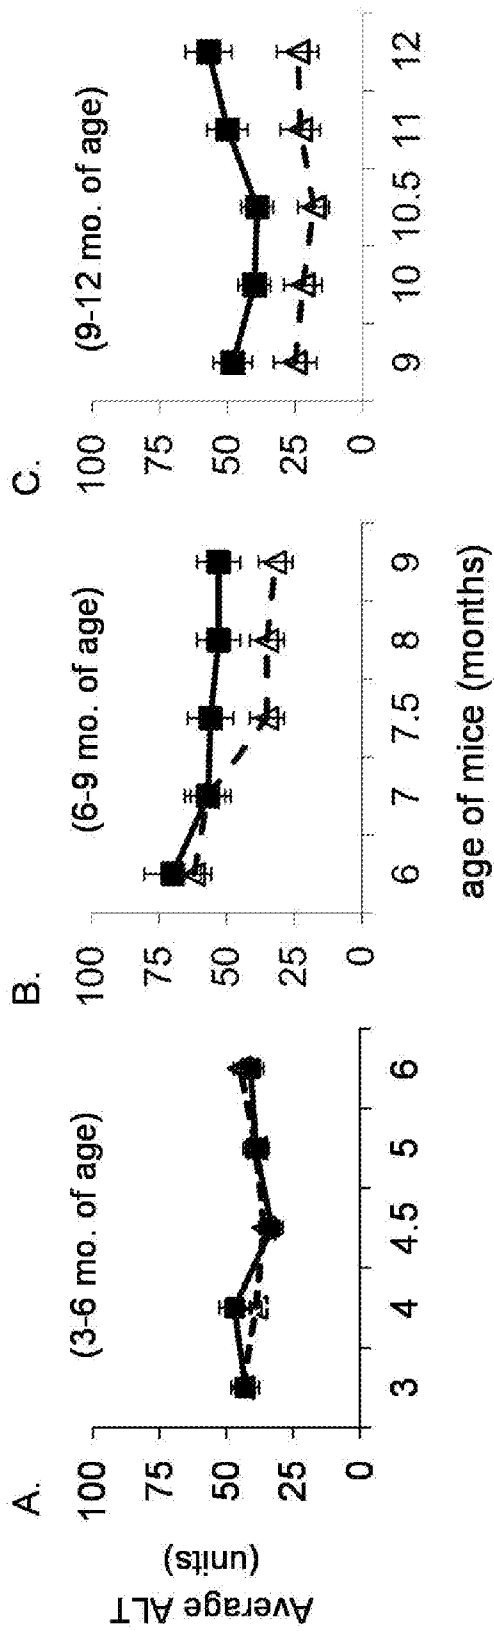 A.
(3-6 mo. of age)
100
75
50
25
0
3 4 4.5 5 6
Average ALT
(units)
B.
(6-9 mo. of age)
100
75
50
25
0
6 7 7.5 8 9
age of mice (months)
C.
(9-12 mo. of age)
100
75
50
25
0
9 10 10.5 11 12